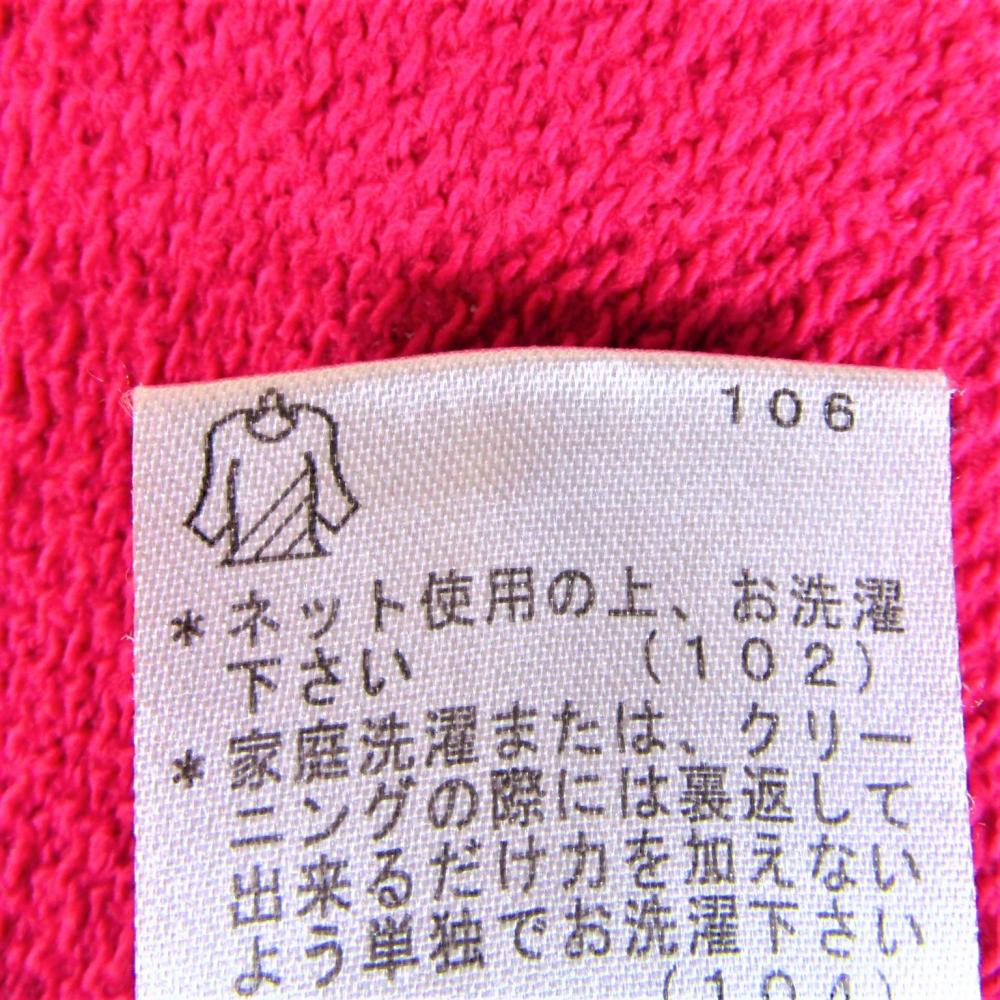 106
*ネット使用の上、お洗濯
下さい (102)
*家庭洗濯または、クリー
ニングの際には裏返して
出来るだけ力を加えない
よう単独でお洗濯下さい
(104)